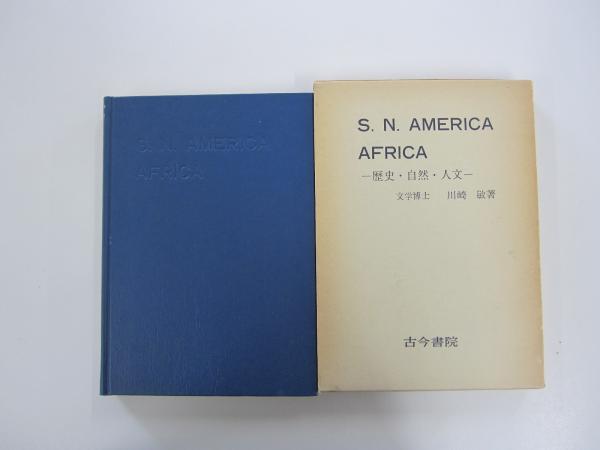 S. N. AMERICA
AFRICA
S. N. AMERICA
AFRICA
―歴史・自然・人文―
文学博士 川崎 敏著
古今書院